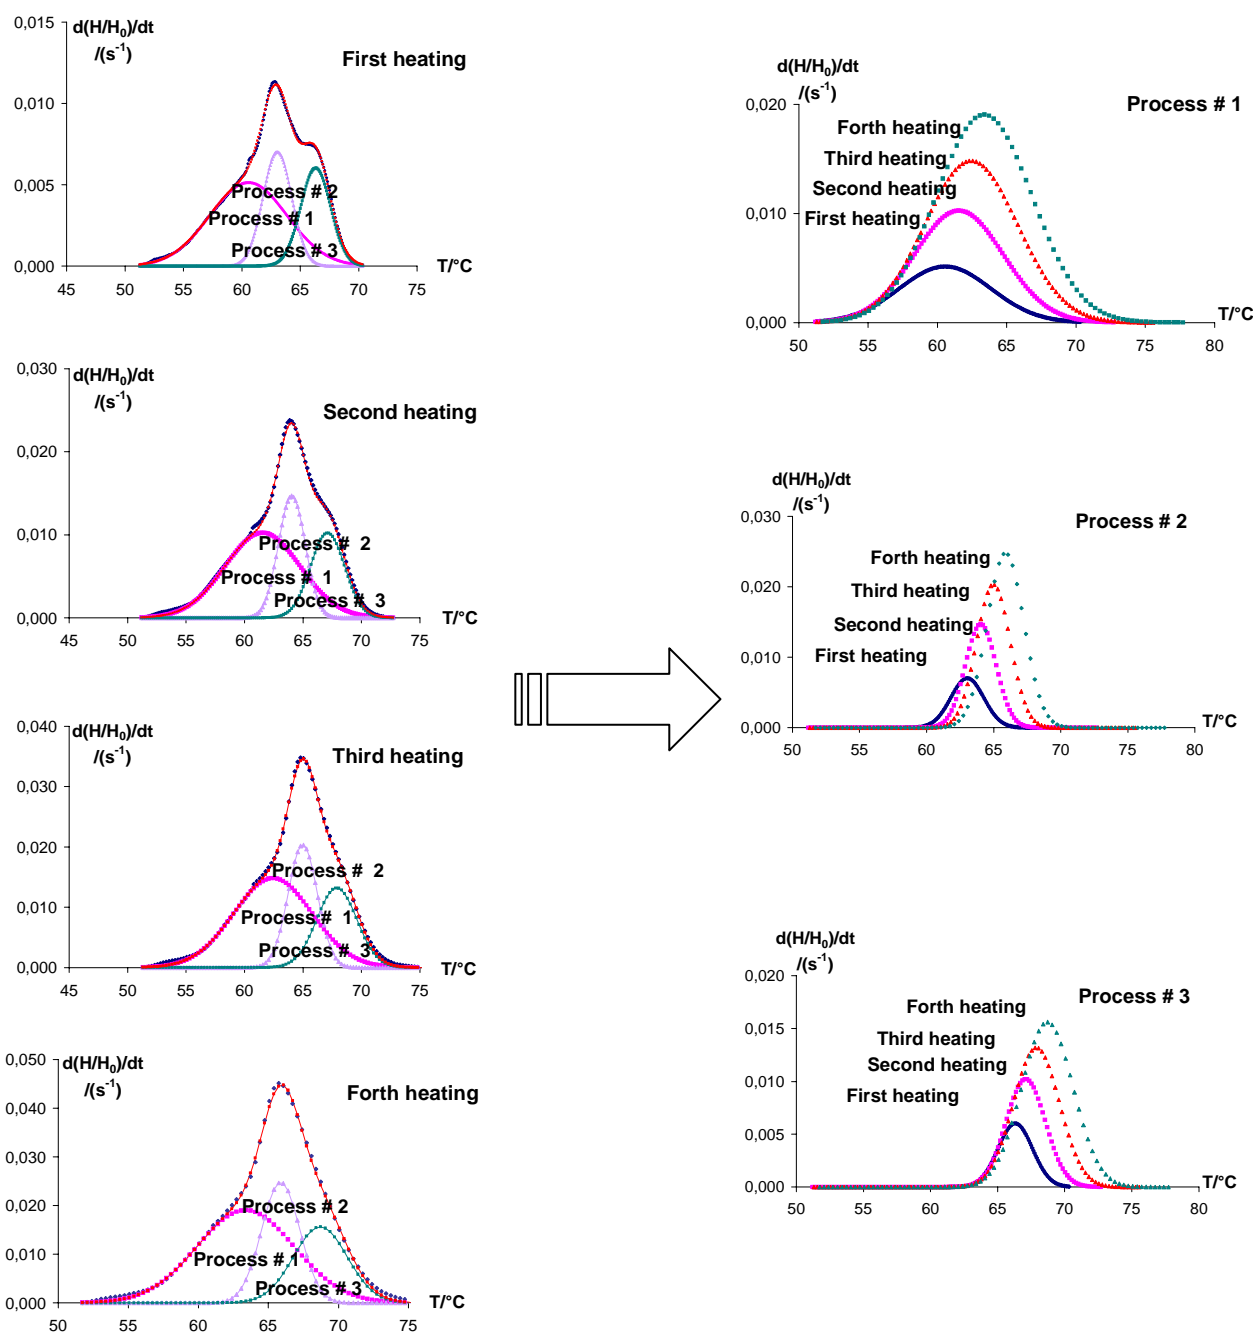 d(H/H0)/dt
/(s-1)
First heating
0,015
0,010
0,005
0,000
Process # 2
Process # 1
Process # 3
45 50 55 60 65 70 75
T/°C
d(H/H0)/dt
/(s-1)
Second heating
0,030
0,020
0,010
0,000
Process # 2
Process # 1
Process # 3
45 50 55 60 65 70 75
T/°C
d(H/H0)/dt
/(s-1)
Third heating
0,040
0,030
0,020
0,010
0,000
Process # 2
Process # 1
Process # 3
45 50 55 60 65 70 75
T/°C
d(H/H0)/dt
/(s-1)
Forth heating
0,050
0,040
0,030
0,020
0,010
0,000
Process # 2
Process # 1
Process # 3
50 55 60 65 70 75
T/°C
d(H/H0)/dt
/(s-1)
Process # 1
0,020
0,010
0,000
Forth heating
Third heating
Second heating
First heating
50 55 60 65 70 75 80
T/°C
d(H/H0)/dt
/(s-1)
Process # 2
0,030
0,020
0,010
0,000
Forth heating
Third heating
Second heating
First heating
50 55 60 65 70 75 80
T/°C
d(H/H0)/dt
/(s-1)
Process # 3
0,020
0,015
0,010
0,005
0,000
Forth heating
Third heating
Second heating
First heating
50 55 60 65 70 75 80
T/°C